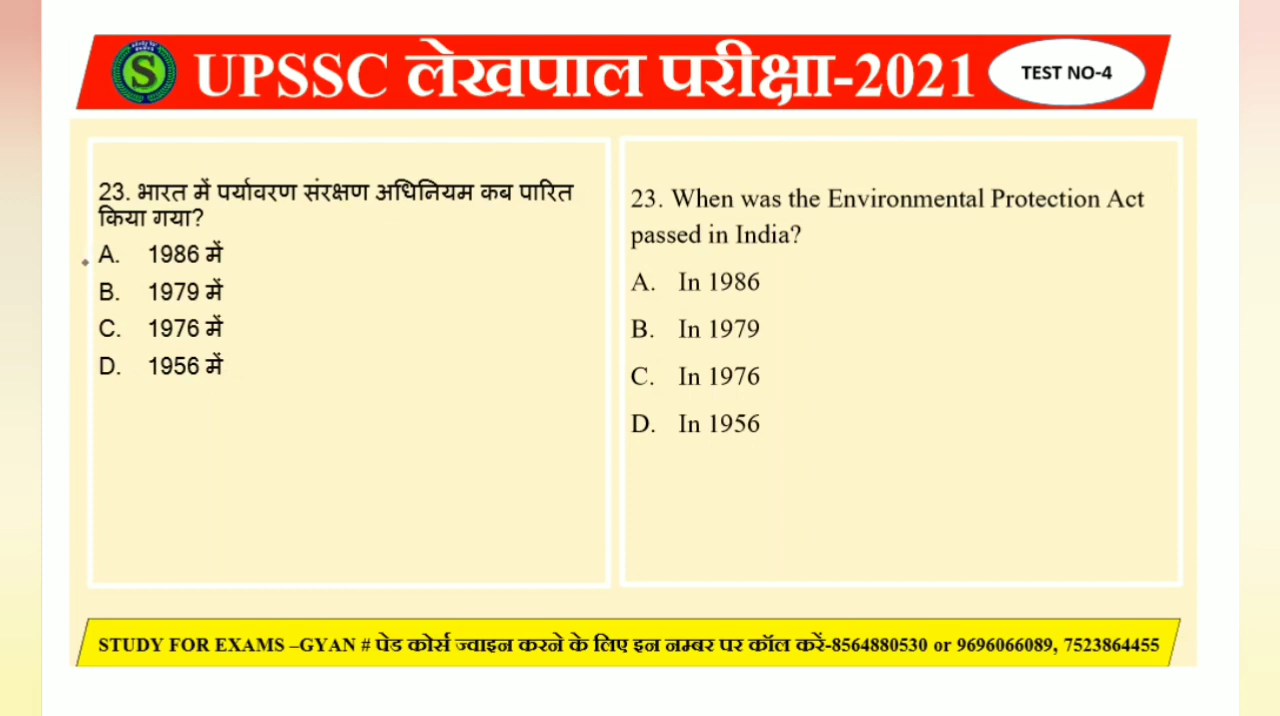 UPSSC लेखपाल परीक्षा-2021
TEST NO-4
23. भारत में पर्यावरण संरक्षण अधिनियम कब पारित
किया गया?
A. 1986 में
B. 1979 में
C. 1976 में
D. 1956 में
23. When was the Environmental Protection Act
passed in India?
A. In 1986
B. In 1979
C. In 1976
D. In 1956
STUDY FOR EXAMS –GYAN # पेड कोर्स ज्वाइन करने के लिए इन नम्बर पर कॉल करें-8564880530 or 9696066089, 7523864455